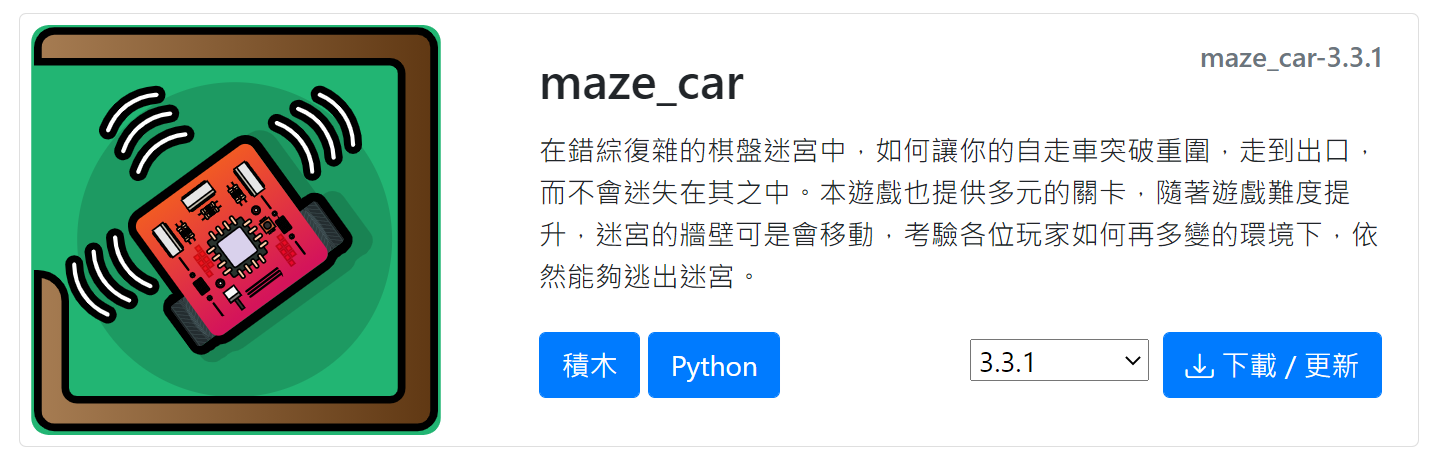 maze_car-3.3.1
maze_car
在錯綜復雜的棋盤迷宮中，如何讓你的自走車突破重圍，走到出口，
而不會迷失在其之中。本遊戲也提供多元的關卡，隨著遊戲難度提
升，迷宮的牆壁可是會移動，考驗各位玩家如何再多變的環境下，依
然能夠逃出迷宮。
積木
Python
3.3.1
下載 / 更新